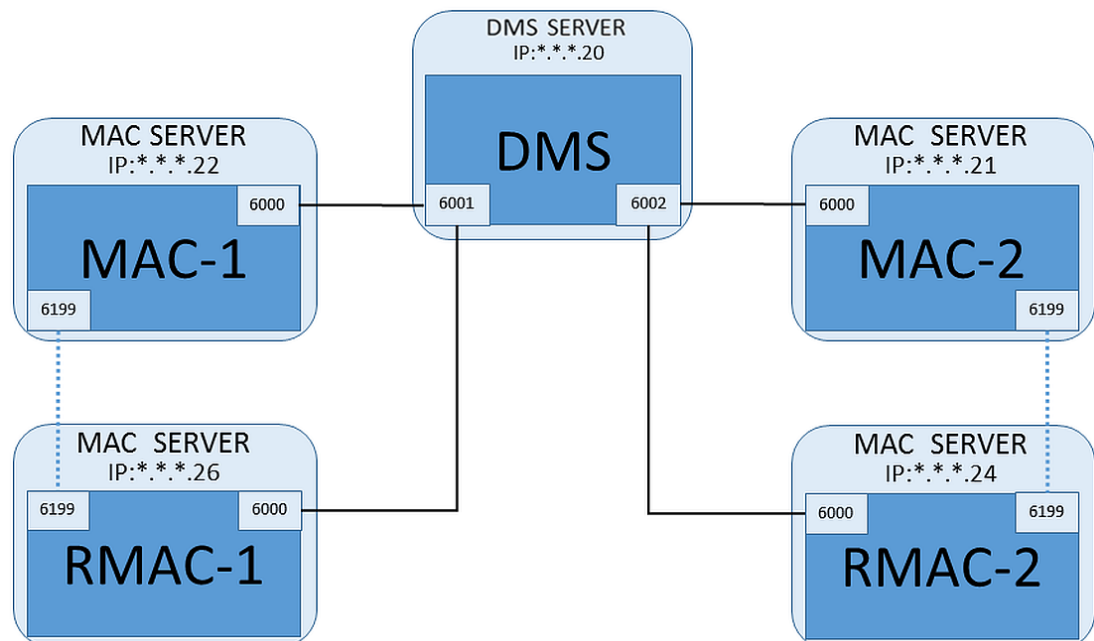 DMS SERVER
IP:*.*.*.20
DMS
6001
6002
MAC SERVER
IP:*.*.*.22
6000
MAC-1
6199
MAC SERVER
IP:*.*.*.21
6000
MAC-2
6199
MAC SERVER
IP:*.*.*.26
6199
6000
RMAC-1
MAC SERVER
IP:*.*.*.24
6000
6199
RMAC-2